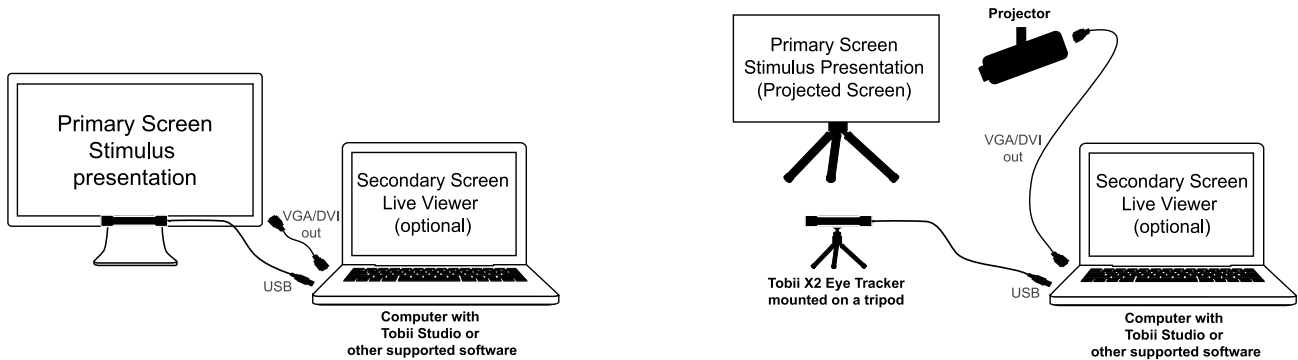 Primary Screen
Stimulus
presentation
VGA/DVI
out
USB
Secondary Screen
Live Viewer
(optional)
Computer with
Tobii Studio or
other supported software
Projector
Primary Screen
Stimulus Presentation
(Projected Screen)
VGA/DVI
out
Secondary Screen
Live Viewer
(optional)
Tobii X2 Eye Tracker
mounted on a tripod
USB
Computer with
Tobii Studio or
other supported software